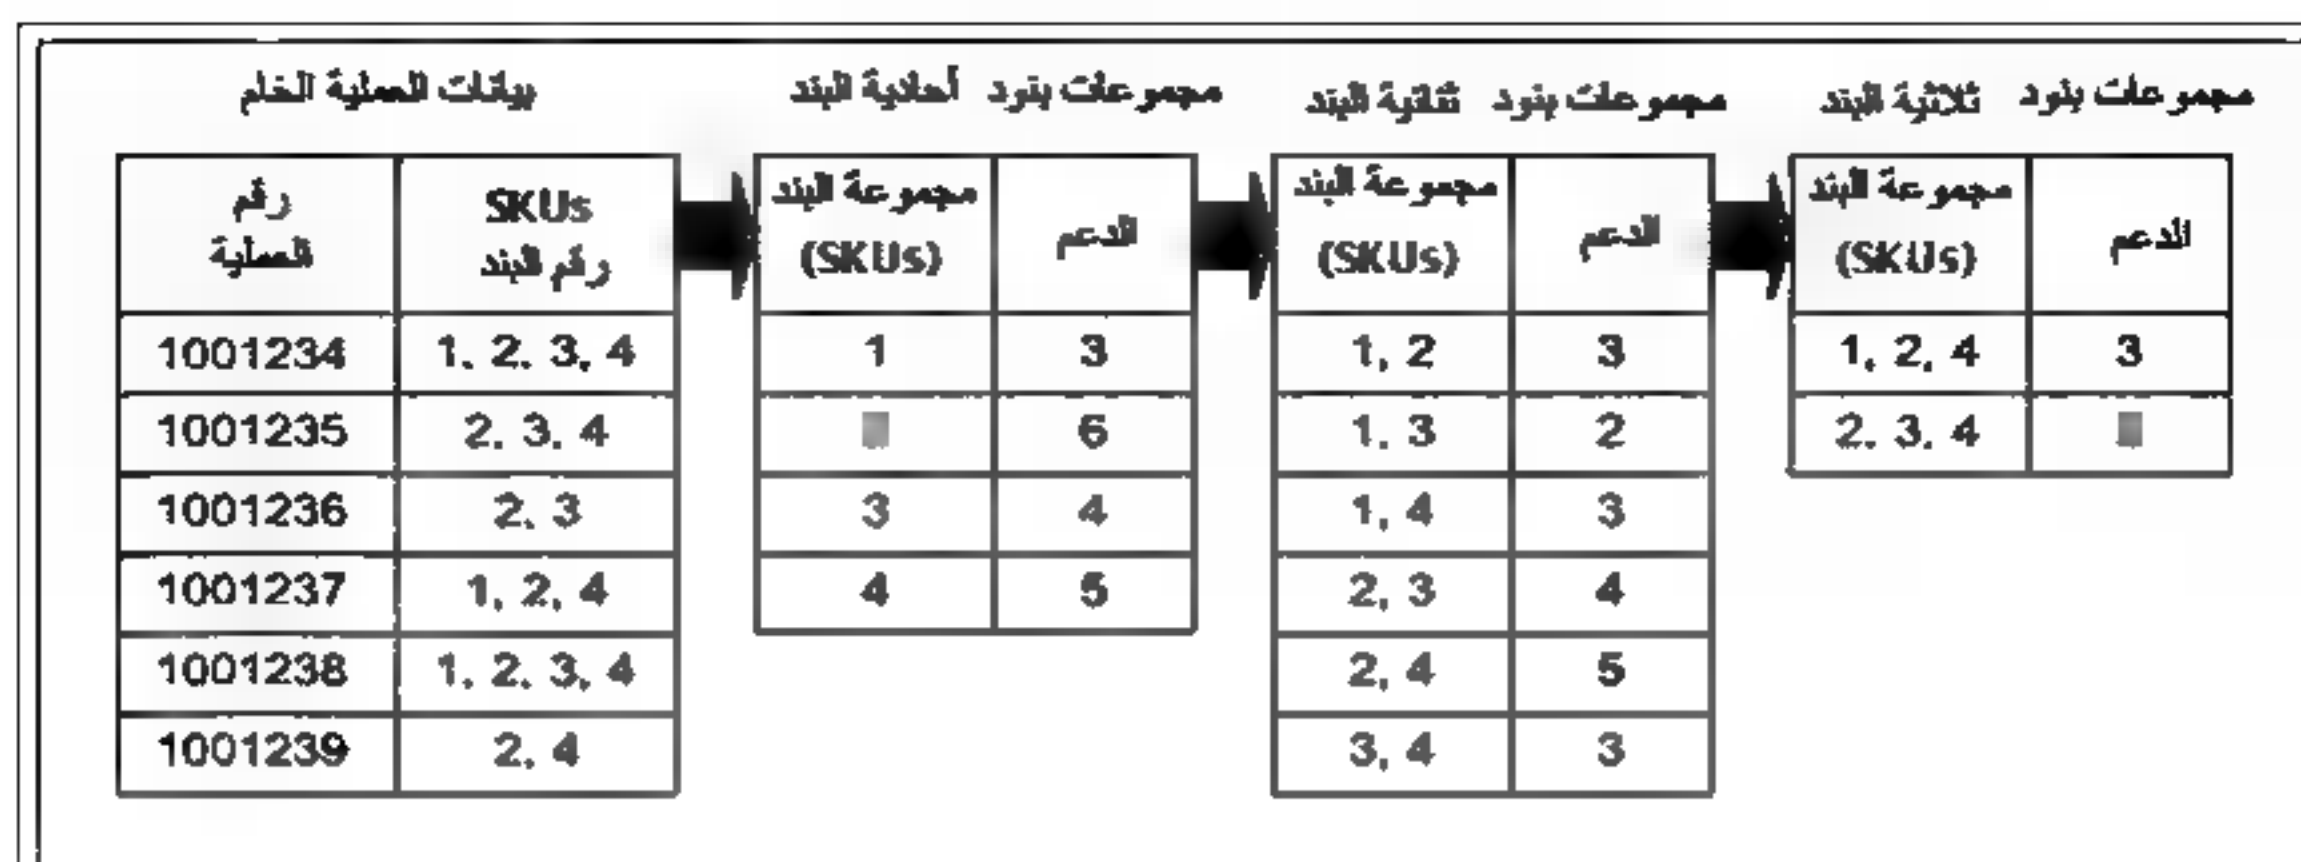 بيانات العملية الخام
مجموعات بنود أحادية البند
مجموعات بنود ثنائية البند
مجموعات بنود ثلاثية البند
رقم العملية SKUs رقم البند
1001234 1, 2, 3, 4
1001235 2, 3, 4
1001236 2, 3
1001237 1, 2, 4
1001238 1, 2, 3, 4
1001239 2, 4
مجموعة البند (SKUs) الدعم
1 3
6
3 4
4 5
مجموعة البند (SKUs) الدعم
1, 2 3
1, 3 2
1, 4 3
2, 3 4
2, 4 5
3, 4 3
مجموعة البند (SKUs) الدعم
1, 2, 4 3
2, 3, 4